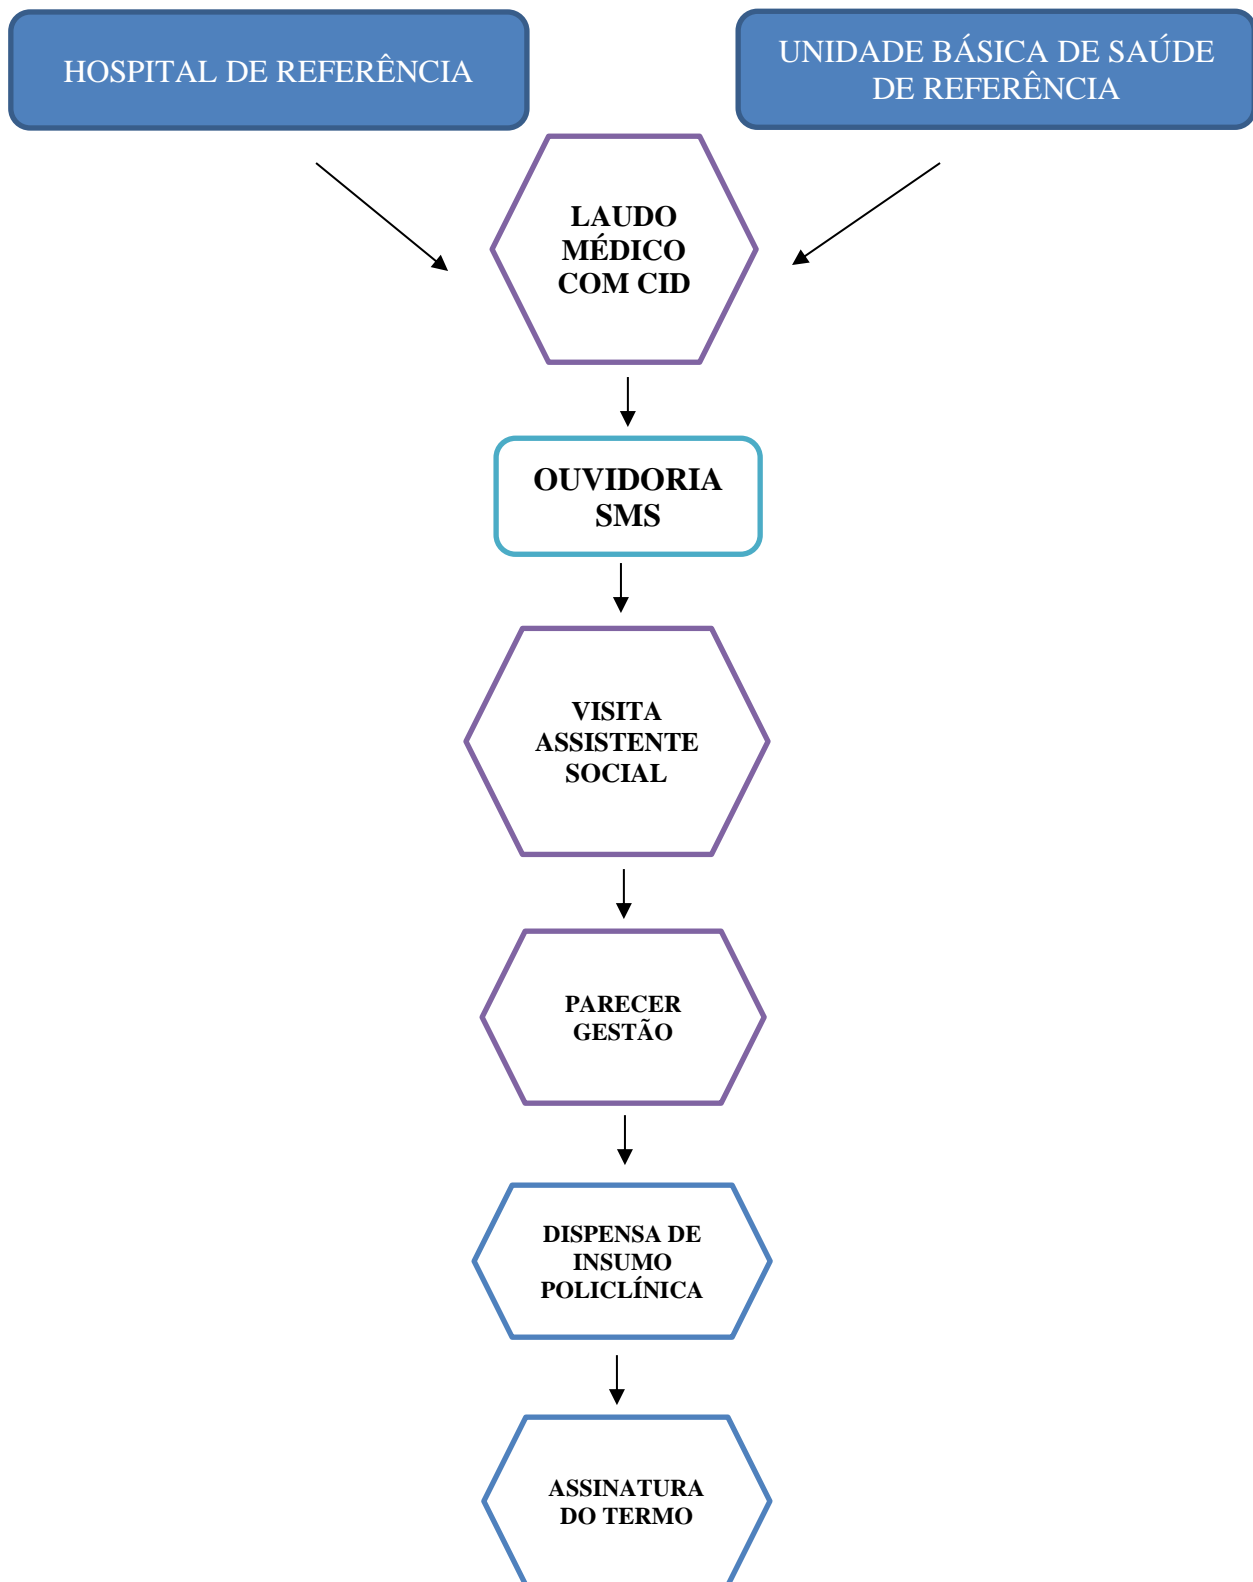 HOSPITAL DE REFERÊNCIA
UNIDADE BÁSICA DE SAÚDE
DE REFERÊNCIA
LAUDO
MÉDICO
COM CID
OUVIDORIA
SMS
VISITA
ASSISTENTE
SOCIAL
PARECER
GESTÃO
DISPENSA DE
INSUMO
POLICLÍNICA
ASSINATURA
DO TERMO